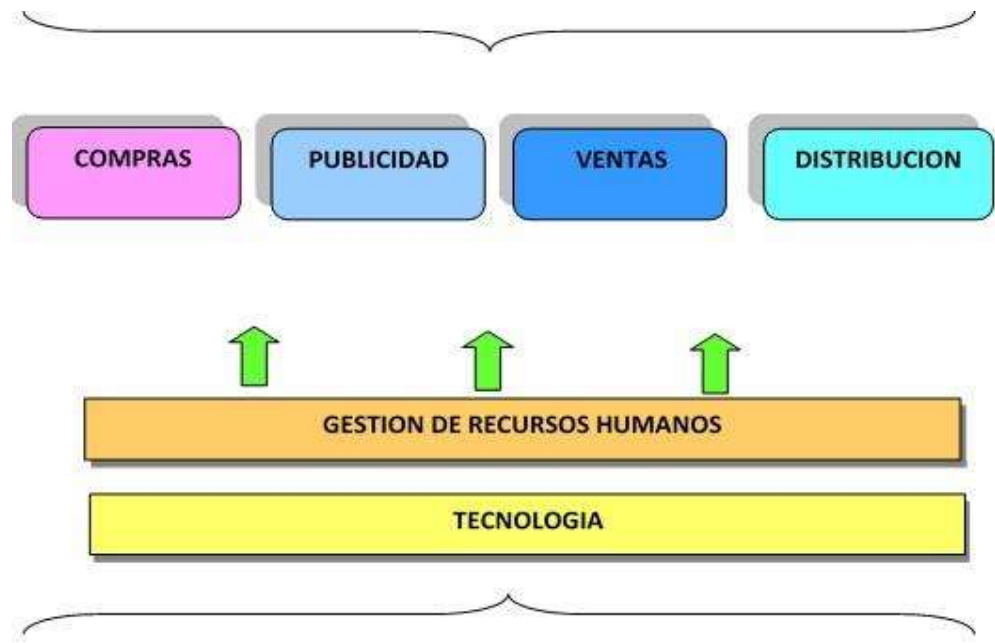 COMPRAS
PUBLICIDAD
VENTAS
DISTRIBUCION
GESTION DE RECURSOS HUMANOS
TECNOLOGIA